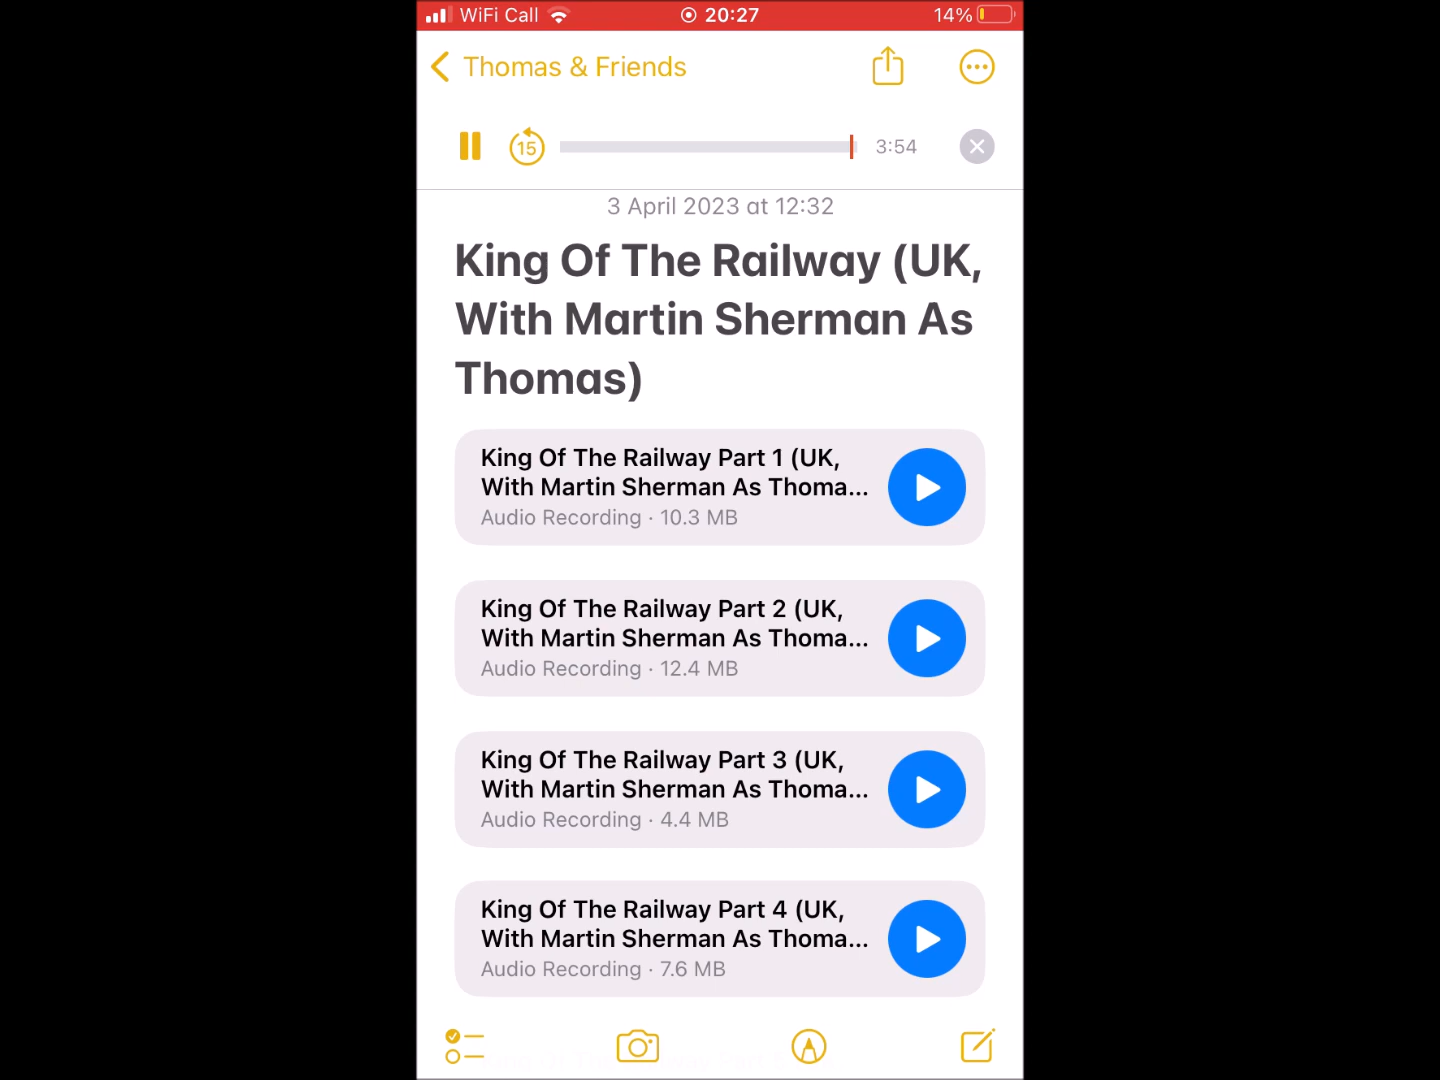 WiFi Call 20:27 14%
Thomas & Friends
15 3:54
3 April 2023 at 12:32
King Of The Railway (UK,
With Martin Sherman As
Thomas)
King Of The Railway Part 1 (UK,
With Martin Sherman As Thoma...
Audio Recording · 10.3 MB
King Of The Railway Part 2 (UK,
With Martin Sherman As Thoma...
Audio Recording · 12.4 MB
King Of The Railway Part 3 (UK,
With Martin Sherman As Thoma...
Audio Recording · 4.4 MB
King Of The Railway Part 4 (UK,
With Martin Sherman As Thoma...
Audio Recording · 7.6 MB